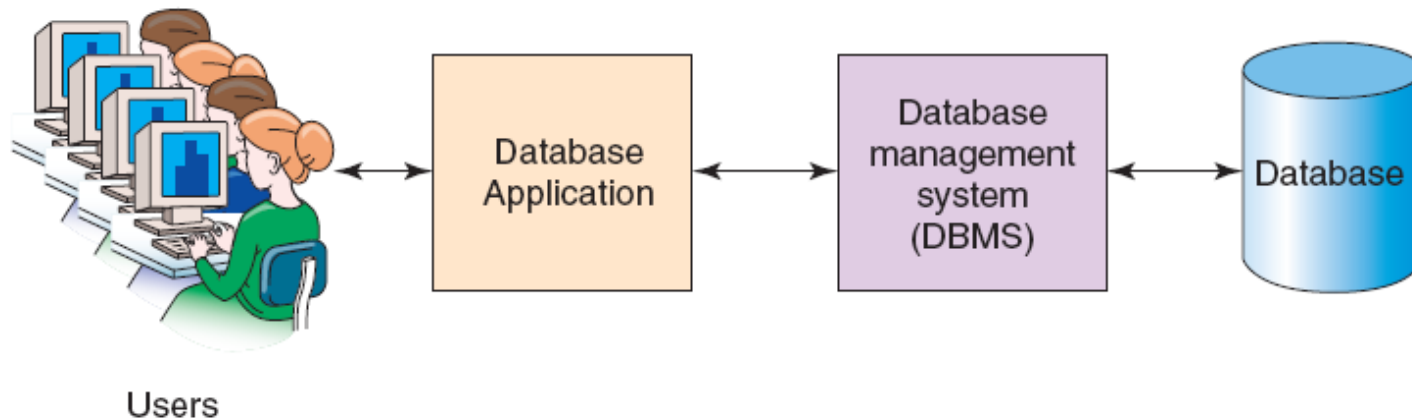 Database
Application
Database
management
system
(DBMS)
Database
Users